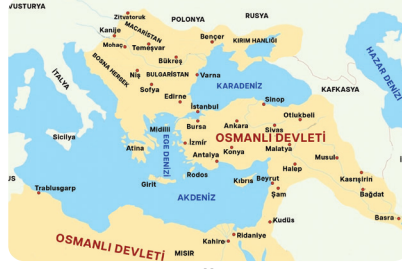 VUSTURYA
Zitvatoruk
POLONYA
RUSYA
MACARİSTAN
Kanije
Mohaç
Temeşvar
Bençer
KIRIM HANLIĞI
HAZAR DENİZİ
Bükreş
BOSNA HERSEK
Niş
BULGARİSTAN
Varna
Sofya
KARADENİZ
KAFKASYA
İTALYA
Edirne
Sinop
İstanbul
Otlukbeli
Bursa
Ankara
Sivas
Sicilya
Midilli
OSMANLI DEVLETİ
Atina
EGE DENİZİ
İzmir
Konya
Malatya
Antalya
Musul
Halep
US
Trablusgarp
Girit
Rodos
Kıbrıs
Beyrut
Kasrışirin
AKDENİZ
Şam
Bağdat
Kudüs
Basra
OSMANLI DEVLETİ
MISIR
Ridaniye
Kahire